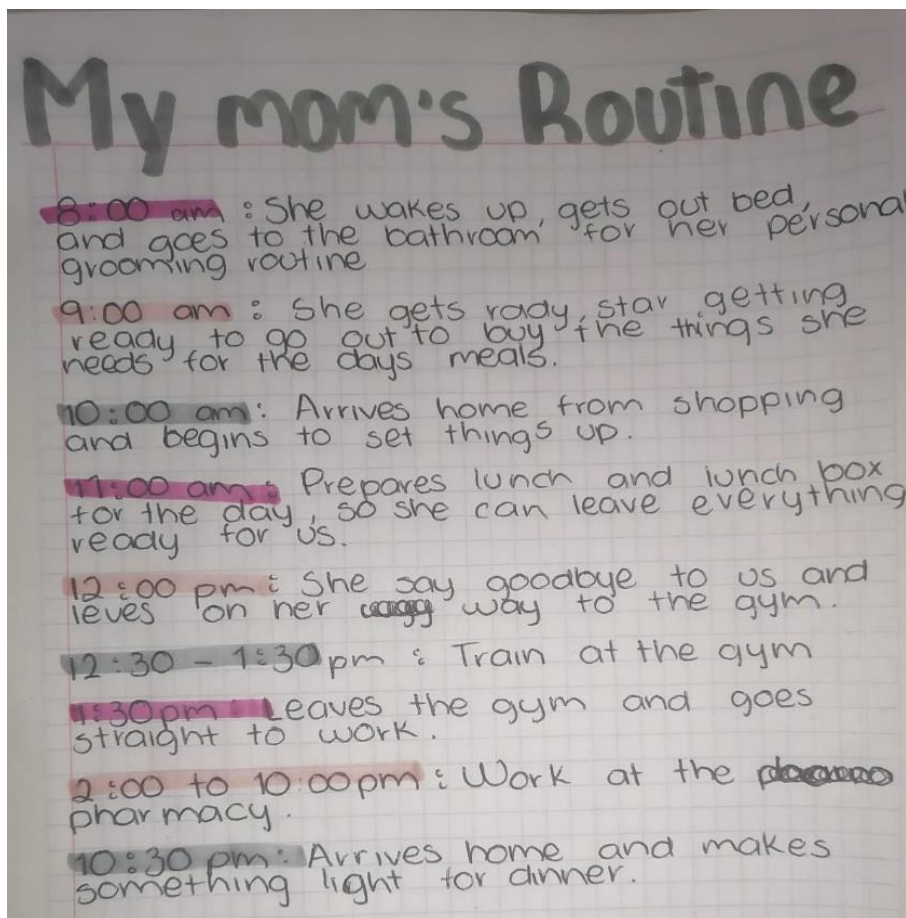 My mom's Routine
8:00 am : She wakes up, gets out bed,
and goes to the bathroom for her personal
grooming routine
9:00 am : She gets rady, star getting
ready to go out to buy the things she
needs for the days meals.
10:00 am : Arrives home from shopping
and begins to set things up.
11:00 am : Prepares lunch and lunch box
for the day, so she can leave everything
ready for us.
12:00 pm : She say goodbye to us and
leves on her way to the gym.
12:30 - 1:30 pm : Train at the gym
1:30 pm : Leaves the gym and goes
straight to work.
2:00 to 10:00 pm : Work at the
pharmacy.
10:30 pm : Arrives home and makes
something light for dinner.